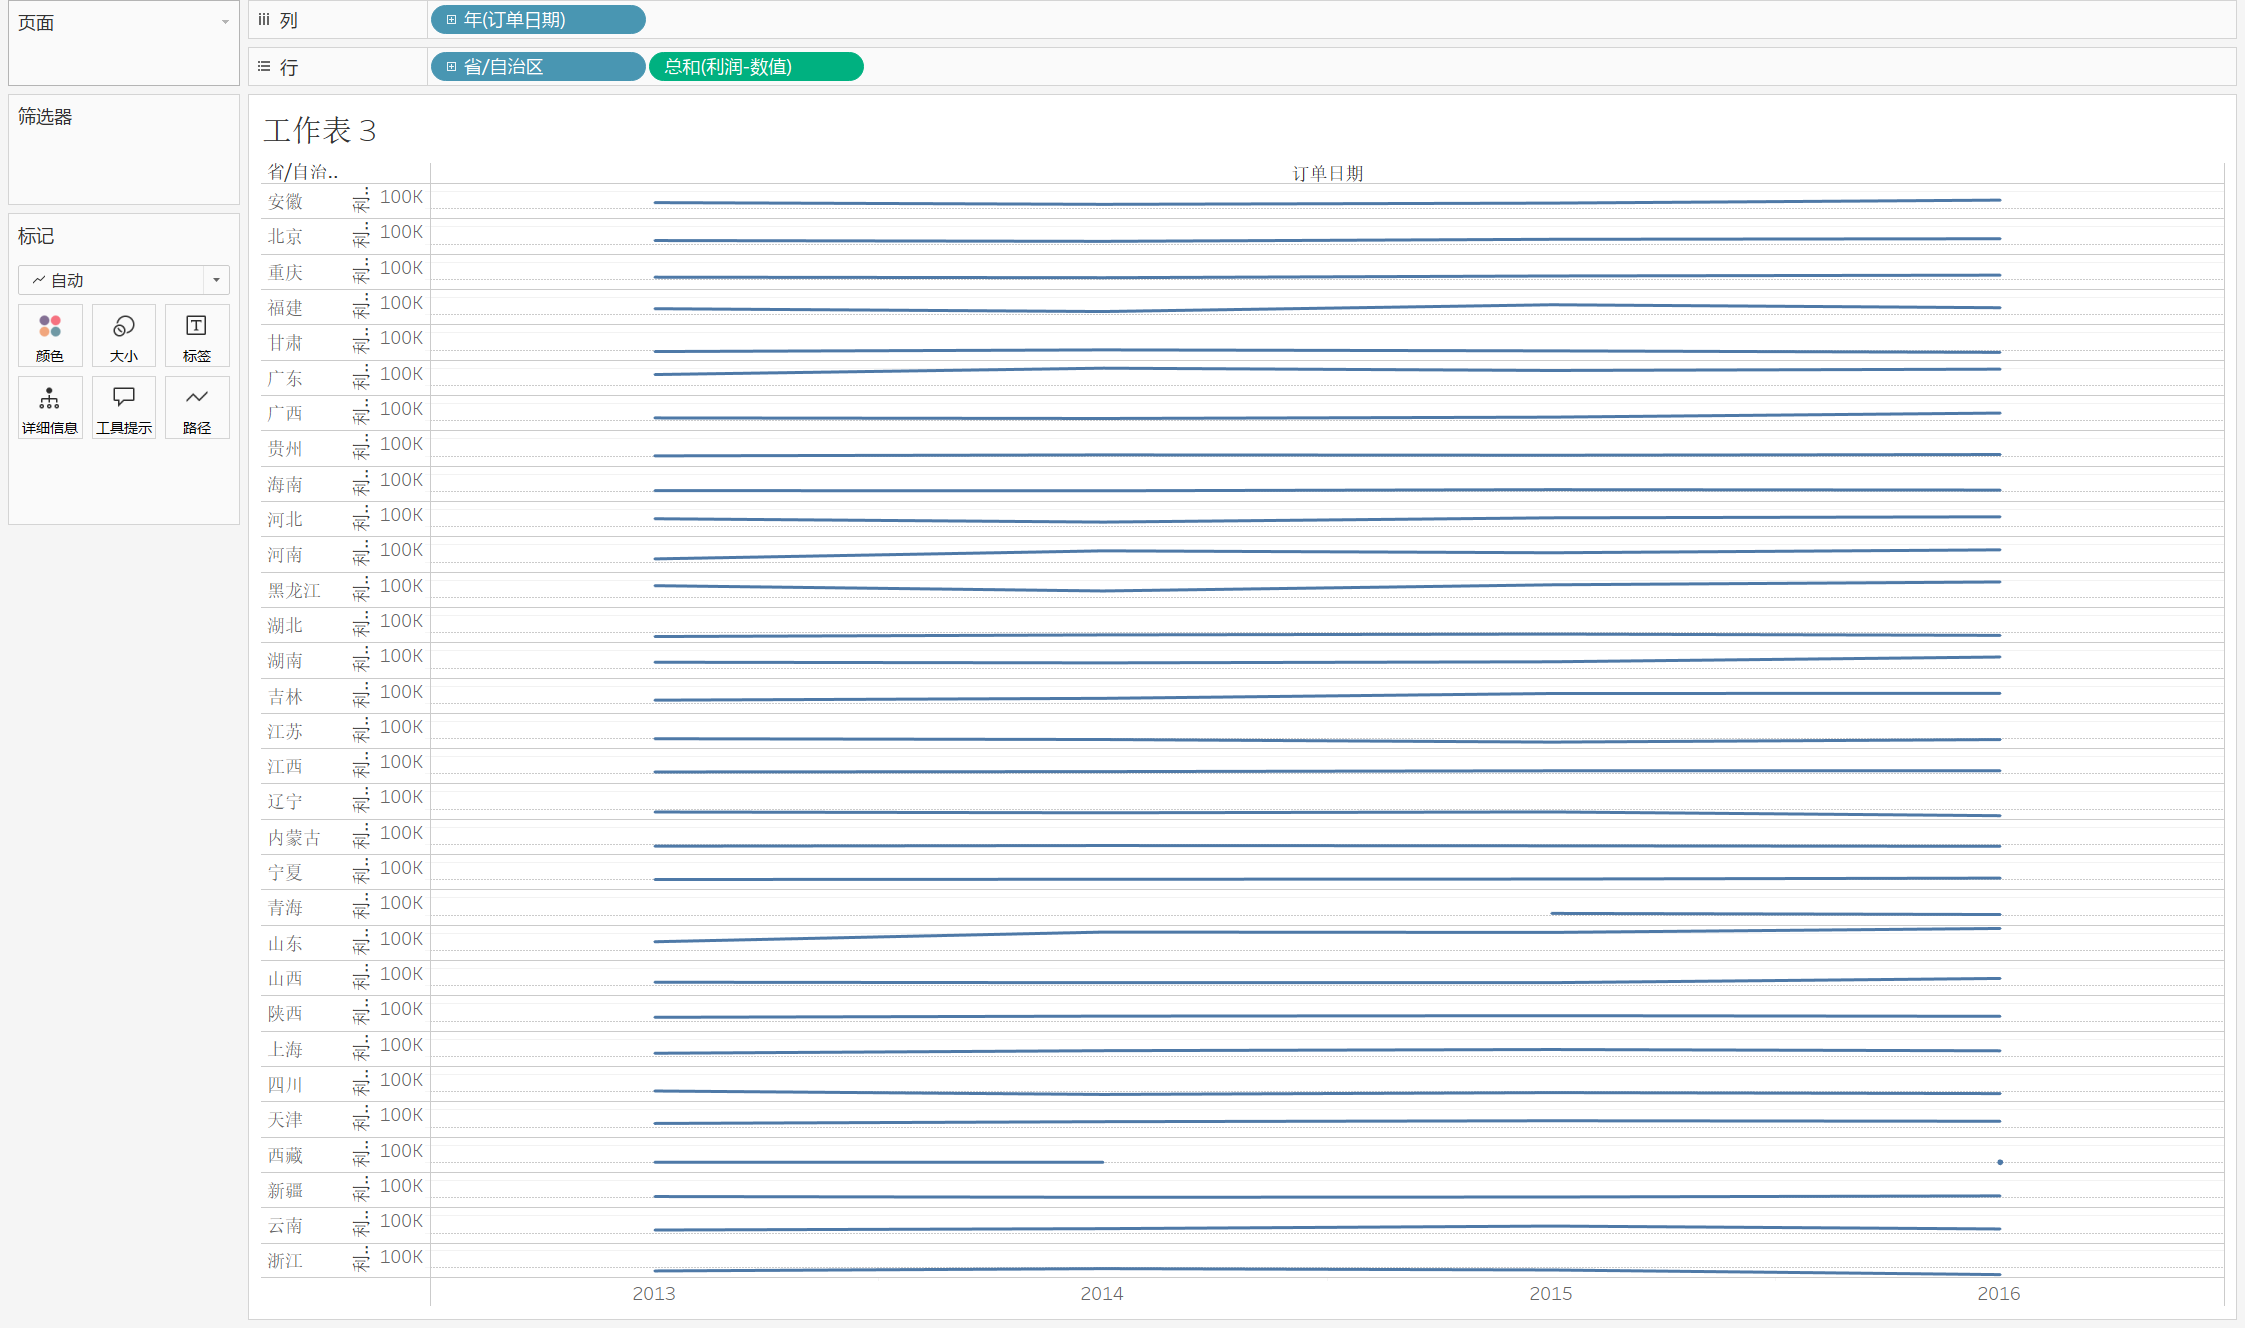 页面
列
年(订单日期)
行
省/自治区
总和(利润-数值)
筛选器
标记
自动
颜色
大小
标签
详细信息
工具提示
路径
工作表 3
省/自治..
订单日期
安徽 利.. 100K
北京 利.. 100K
重庆 利.. 100K
福建 利.. 100K
甘肃 利.. 100K
广东 利.. 100K
广西 利.. 100K
贵州 利.. 100K
海南 利.. 100K
河北 利.. 100K
河南 利.. 100K
黑龙江 利.. 100K
湖北 利.. 100K
湖南 利.. 100K
吉林 利.. 100K
江苏 利.. 100K
江西 利.. 100K
辽宁 利.. 100K
内蒙古 利.. 100K
宁夏 利.. 100K
青海 利.. 100K
山东 利.. 100K
山西 利.. 100K
陕西 利.. 100K
上海 利.. 100K
四川 利.. 100K
天津 利.. 100K
西藏 利.. 100K
新疆 利.. 100K
云南 利.. 100K
浙江 利.. 100K
2013 2014 2015 2016